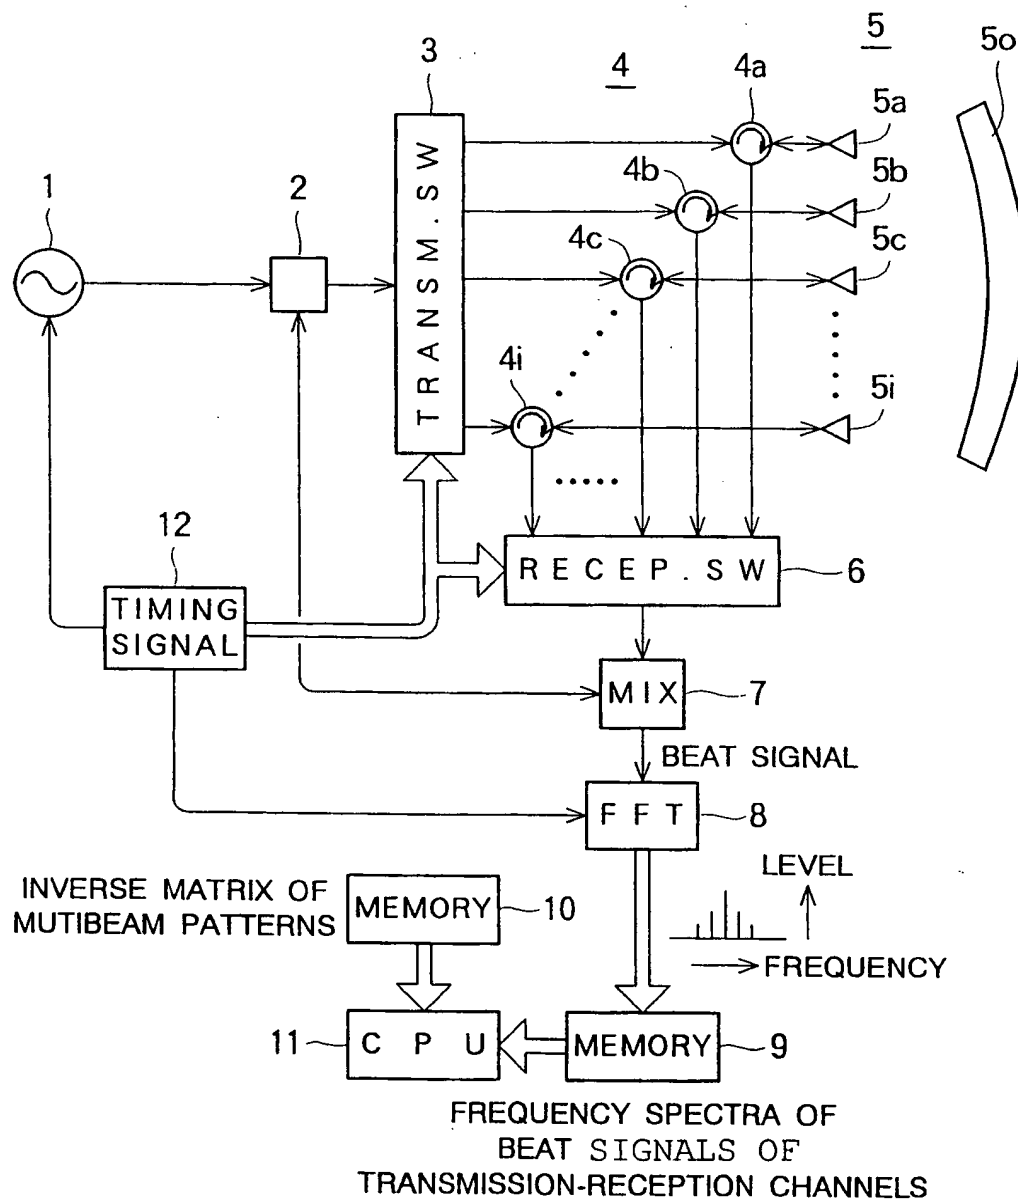 5
5o
3
4
4a
5a
TRANSM.SW
4b
5b
1
2
4c
5c
4i
5i
12
RECEP.SW
6
TIMING
SIGNAL
MIX
7
BEAT SIGNAL
FFT
8
LEVEL
INVERSE MATRIX OF
MUTIBEAM PATTERNS
MEMORY
10
FREQUENCY
11
CPU
MEMORY
9
FREQUENCY SPECTRA OF
BEAT SIGNALS OF
TRANSMISSION-RECEPTION CHANNELS